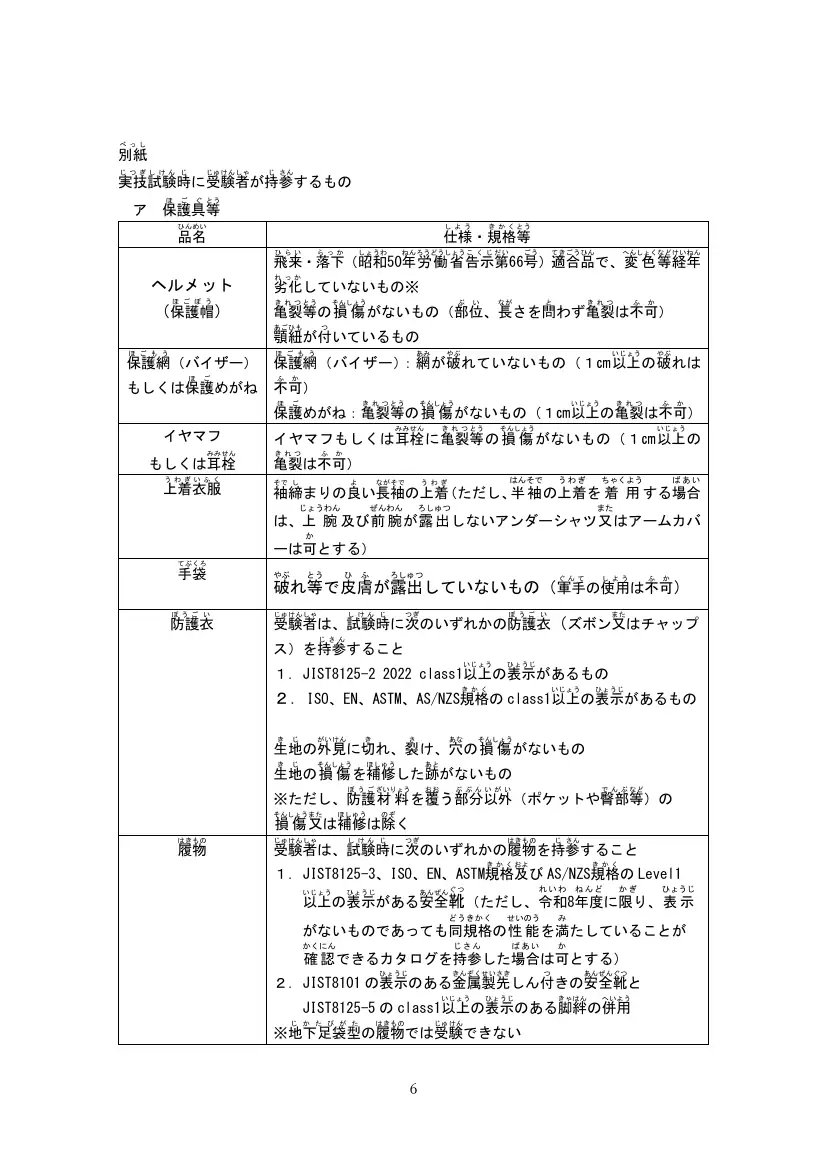 別紙
実技試験時に受験者が持参するもの
ア　保護具等
品名
仕様・規格等
ヘルメット
（保護帽）
飛来・落下（昭和50年労働省告示第66号）適合品で、変色等経年
劣化していないもの※
亀裂等の損傷がないもの（部位、長さを問わず亀裂は不可）
顎紐が付いているもの
保護網（バイザー）
もしくは保護めがね
保護網（バイザー）：網が破れていないもの（１㎝以上の破れは
不可）
保護めがね：亀裂等の損傷がないもの（１㎝以上の亀裂は不可）
イヤマフ
もしくは耳栓
イヤマフもしくは耳栓に亀裂等の損傷がないもの（１㎝以上の
亀裂は不可）
上着衣服
袖締まりの良い長袖の上着（ただし、半袖の上着を着用する場合
は、上腕及び前腕が露出しないアンダーシャツ又はアームカバ
ーは可とする）
手袋
破れ等で皮膚が露出していないもの（軍手の使用は不可）
防護衣
受験者は、試験時に次のいずれかの防護衣（ズボン又はチャップ
ス）を持参すること
１．JIST8125-2 2022 class1以上の表示があるもの
２．ISO、EN、ASTM、AS/NZS規格の class1以上の表示があるもの
生地の外見に切れ、裂け、穴の損傷がないもの
生地の損傷を補修した跡がないもの
※ただし、防護材料を覆う部分以外（ポケットや臀部等）の
損傷又は補修は除く
履物
受験者は、試験時に次のいずれかの履物を持参すること
１．JIST8125-3、ISO、EN、ASTM規格及び AS/NZS規格の Level1
以上の表示がある安全靴（ただし、令和8年度に限り、表示
がないものであっても同規格の性能を満たしていることが
確認できるカタログを持参した場合は可とする）
２．JIST8101 の表示のある金属製先しん付きの安全靴と
JIST8125-5 の class1以上の表示のある脚絆の併用
※地下足袋型の履物では受験できない
6